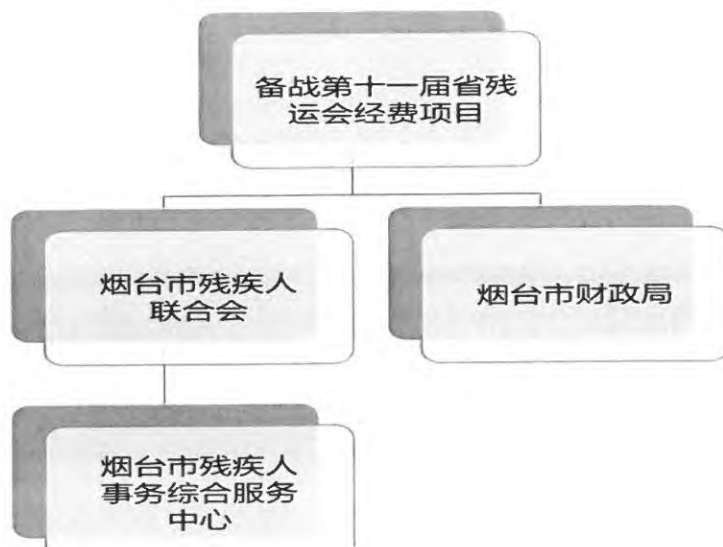 备战第十一届省残
运会经费项目
烟台市残疾人
联合会
烟台市财政局
烟台市残疾人
事务综合服务
中心